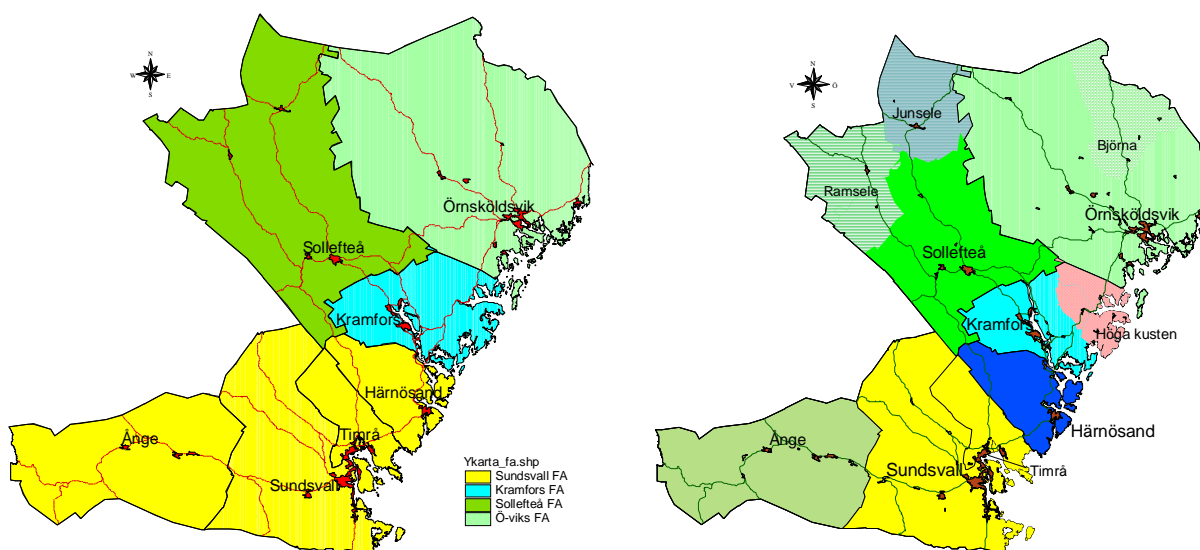 N
W E
S
Örnsköldsvik
Sollefteå
Kramfors
Härnösand
Ånge
Timrå
Sundsvall
Ykarta_fa.shp
Sundsvall FA
Kramfors FA
Sollefteå FA
Ö-viks FA
N
V Ö
S
Junsele
Björna
Ramsele
Örnsköldsvik
Sollefteå
Kramfors
Höga kusten
Härnösand
Ånge
Sundsvall
Timrå